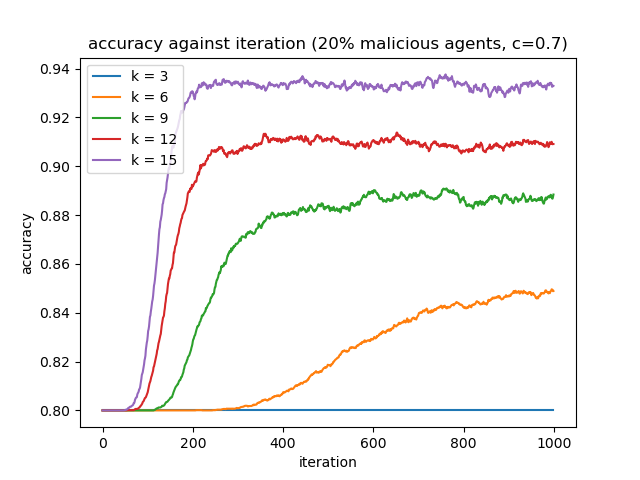 accuracy against iteration (20% malicious agents, c=0.7)
k = 3
k = 6
k = 9
k = 12
k = 15
0.94
0.92
0.90
0.88
0.86
0.84
0.82
0.80
accuracy
0 200 400 600 800 1000
iteration